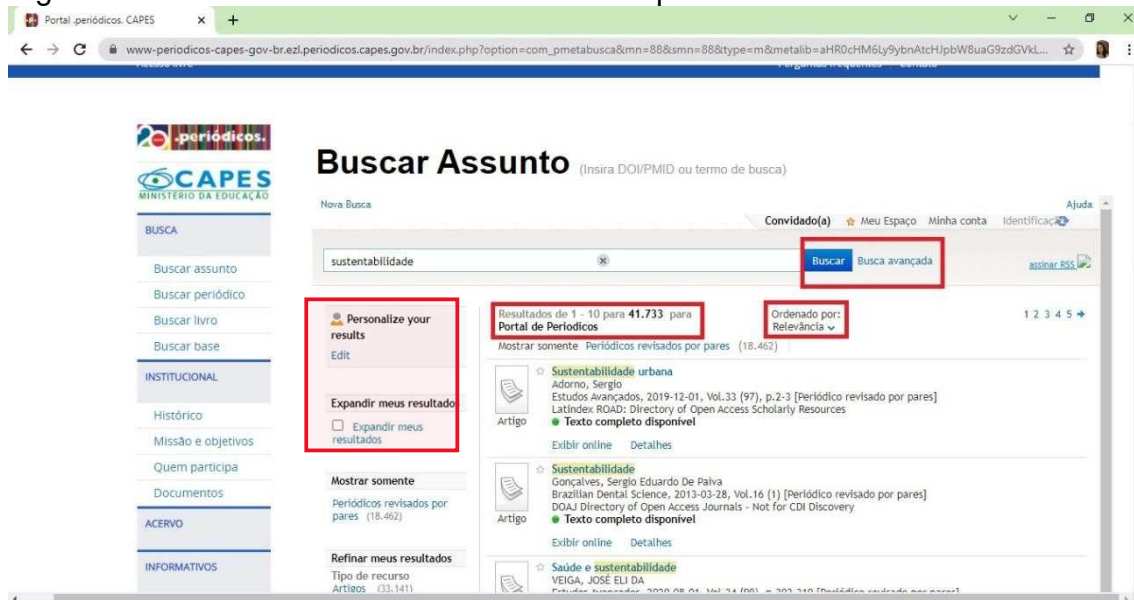 Portal .periódicos. CAPES
www-periodicos-capes-gov-br.ezl.periodicos.capes.gov.br/index.php?option=com_pmetabusca&mn=88&smn=88&type=m&metalib=aHR0cHM6Ly9ybnAtcHJpbW8uaG9zdGVkL...
20 .periódicos.
CAPES
MINISTÉRIO DA EDUCAÇÃO
BUSCA
Buscar assunto
Buscar periódico
Buscar livro
Buscar base
INSTITUCIONAL
Histórico
Missão e objetivos
Quem participa
Documentos
ACERVO
INFORMATIVOS
Buscar Assunto (Insira DOI/PMID ou termo de busca)
Nova Busca
Ajuda
Convidado(a) Meu Espaço Minha conta Identificação
sustentabilidade
Buscar Busca avançada
assinar RSS
Personalize your
results
Edit
Expandir meus resultados
Expandir meus
resultados
Mostrar somente
Periódicos revisados por
pares (18.462)
Refinar meus resultados
Tipo de recurso
Artigos (33.141)
Resultados de 1 - 10 para 41.733 para
Portal de Periodicos
Ordenado por:
Relevância
1 2 3 4 5
Mostrar somente Periódicos revisados por pares (18.462)
Artigo
Sustentabilidade urbana
Adorno, Sergio
Estudos Avançados, 2019-12-01, Vol.33 (97), p.2-3 [Periódico revisado por pares]
Latindex ROAD: Directory of Open Access Scholarly Resources
Texto completo disponível
Exibir online Detalhes
Artigo
Sustentabilidade
Gonçalves, Sergio Eduardo De Paiva
Brazilian Dental Science, 2013-03-28, Vol.16 (1) [Periódico revisado por pares]
DOAJ Directory of Open Access Journals - Not for CDI Discovery
Texto completo disponível
Exibir online Detalhes
Saúde e sustentabilidade
VEIGA, JOSÉ ELI DA